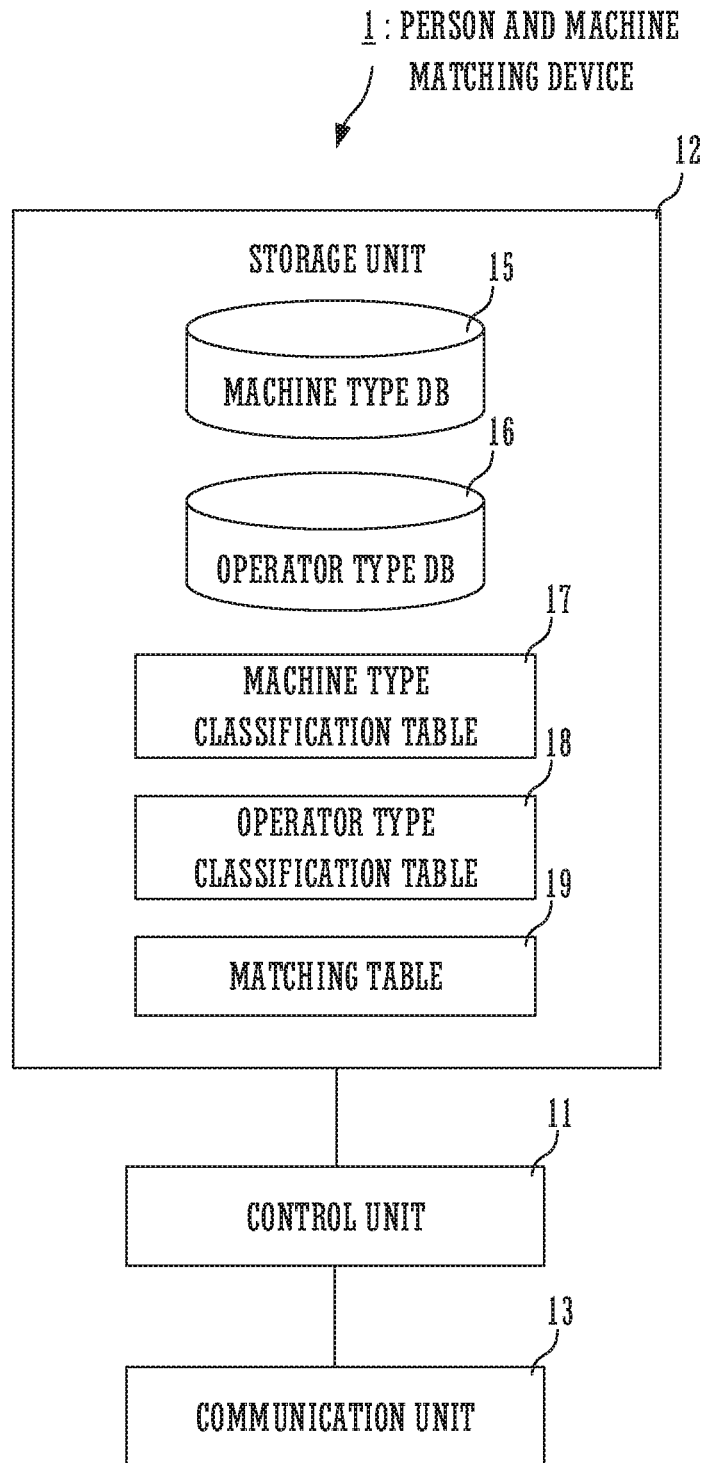 1 : PERSON AND MACHINE
MATCHING DEVICE
12
STORAGE UNIT
15
MACHINE TYPE DB
16
OPERATOR TYPE DB
17
MACHINE TYPE
CLASSIFICATION TABLE
18
OPERATOR TYPE
CLASSIFICATION TABLE
19
MATCHING TABLE
11
CONTROL UNIT
13
COMMUNICATION UNIT